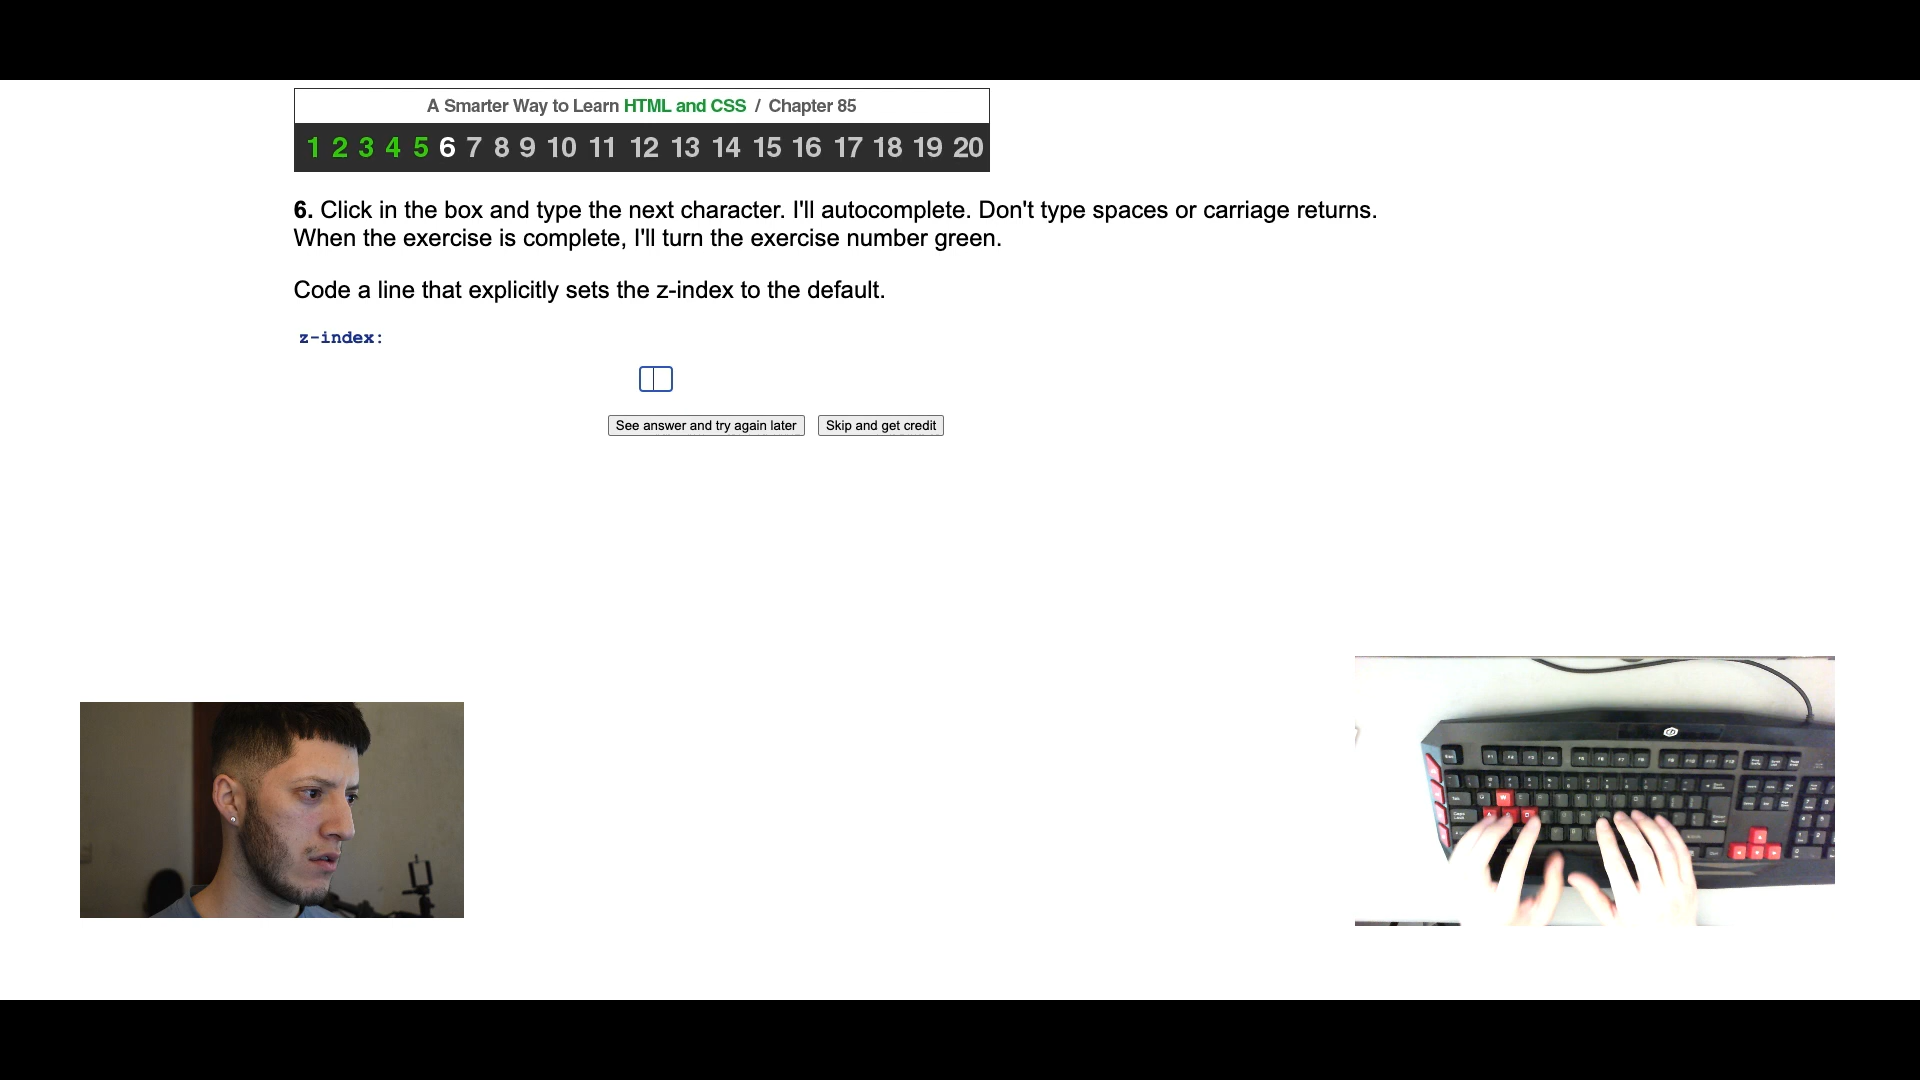 A Smarter Way to Learn HTML and CSS / Chapter 85
1 2 3 4 5 6 7 8 9 10 11 12 13 14 15 16 17 18 19 20
6. Click in the box and type the next character. I'll autocomplete. Don't type spaces or carriage returns.
When the exercise is complete, I'll turn the exercise number green.
Code a line that explicitly sets the z-index to the default.
z-index:
See answer and try again later Skip and get credit